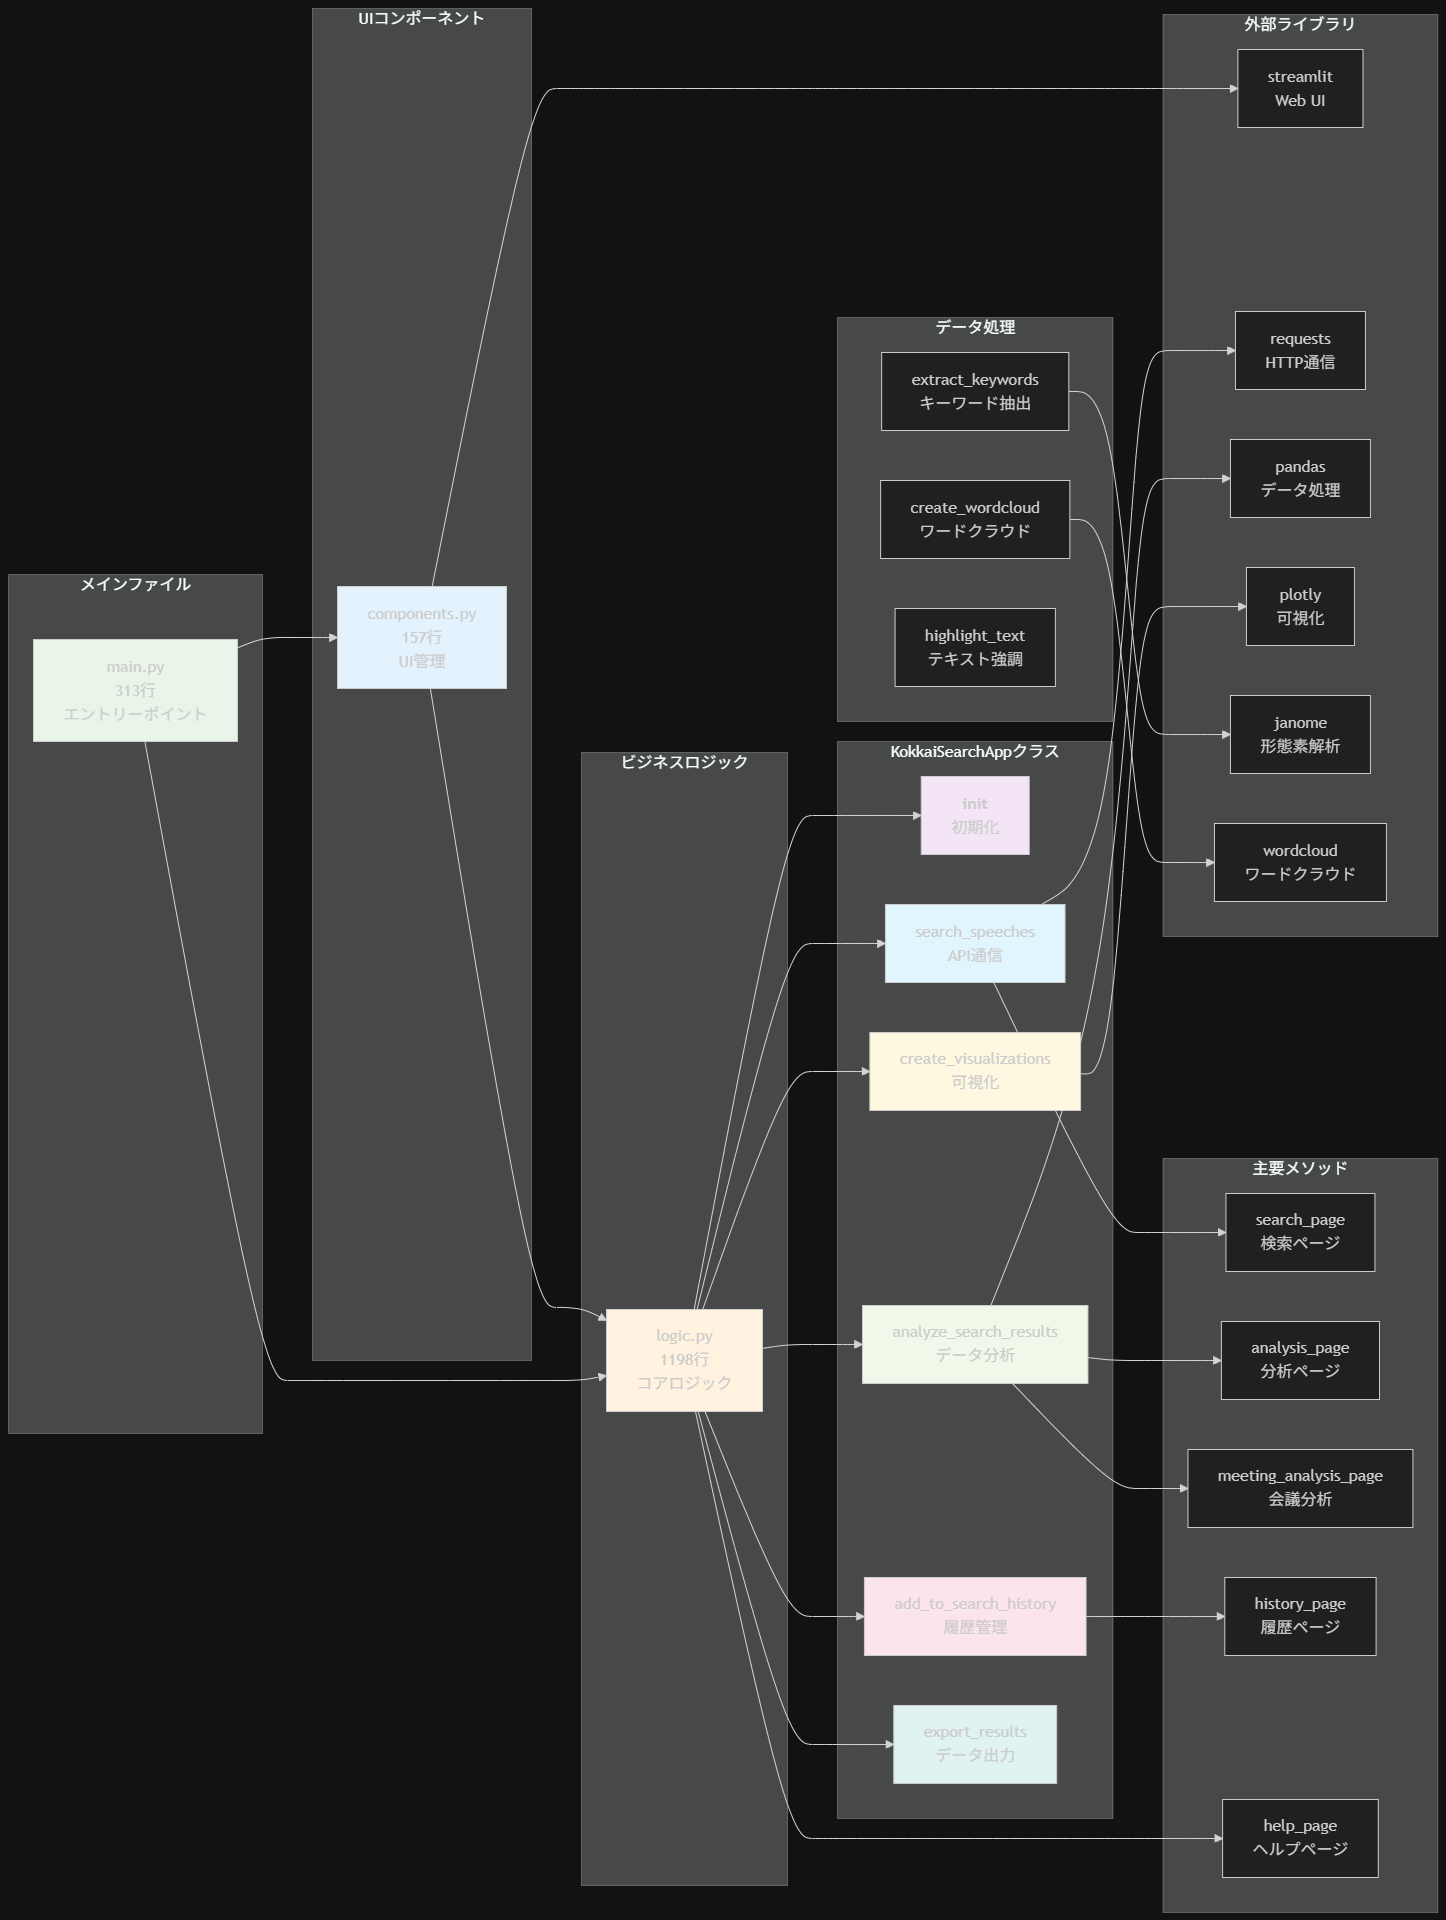 メインファイル
main.py
313行
エントリーポイント
UIコンポーネント
components.py
157行
UI管理
ビジネスロジック
logic.py
1198行
コアロジック
データ処理
extract_keywords
キーワード抽出
create_wordcloud
ワードクラウド
highlight_text
テキスト強調
KokkaiSearchAppクラス
init
初期化
search_speeches
API通信
create_visualizations
可視化
analyze_search_results
データ分析
add_to_search_history
履歴管理
export_results
データ出力
外部ライブラリ
streamlit
Web UI
requests
HTTP通信
pandas
データ処理
plotly
可視化
janome
形態素解析
wordcloud
ワードクラウド
主要メソッド
search_page
検索ページ
analysis_page
分析ページ
meeting_analysis_page
会議分析
history_page
履歴ページ
help_page
ヘルプページ